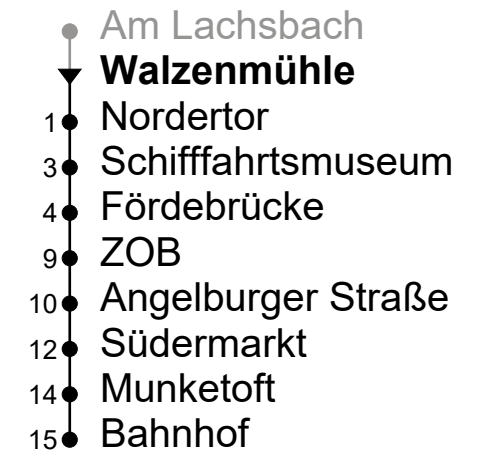 Am Lachsbach
Walzenmühle
1 Nordertor
3 Schifffahrtsmuseum
4 Fördebrücke
9 ZOB
10 Angelburger Straße
12 Südermarkt
14 Munketoft
15 Bahnhof